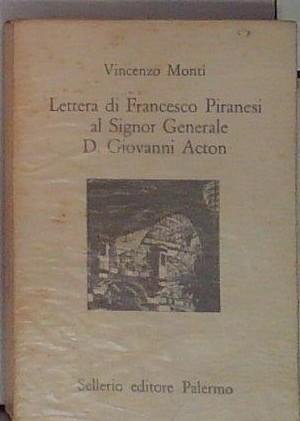 Vincenzo Monti
Lettera di Francesco Piranesi
al Signor Generale
D. Giovanni Acton
Sellerio editore Palermo